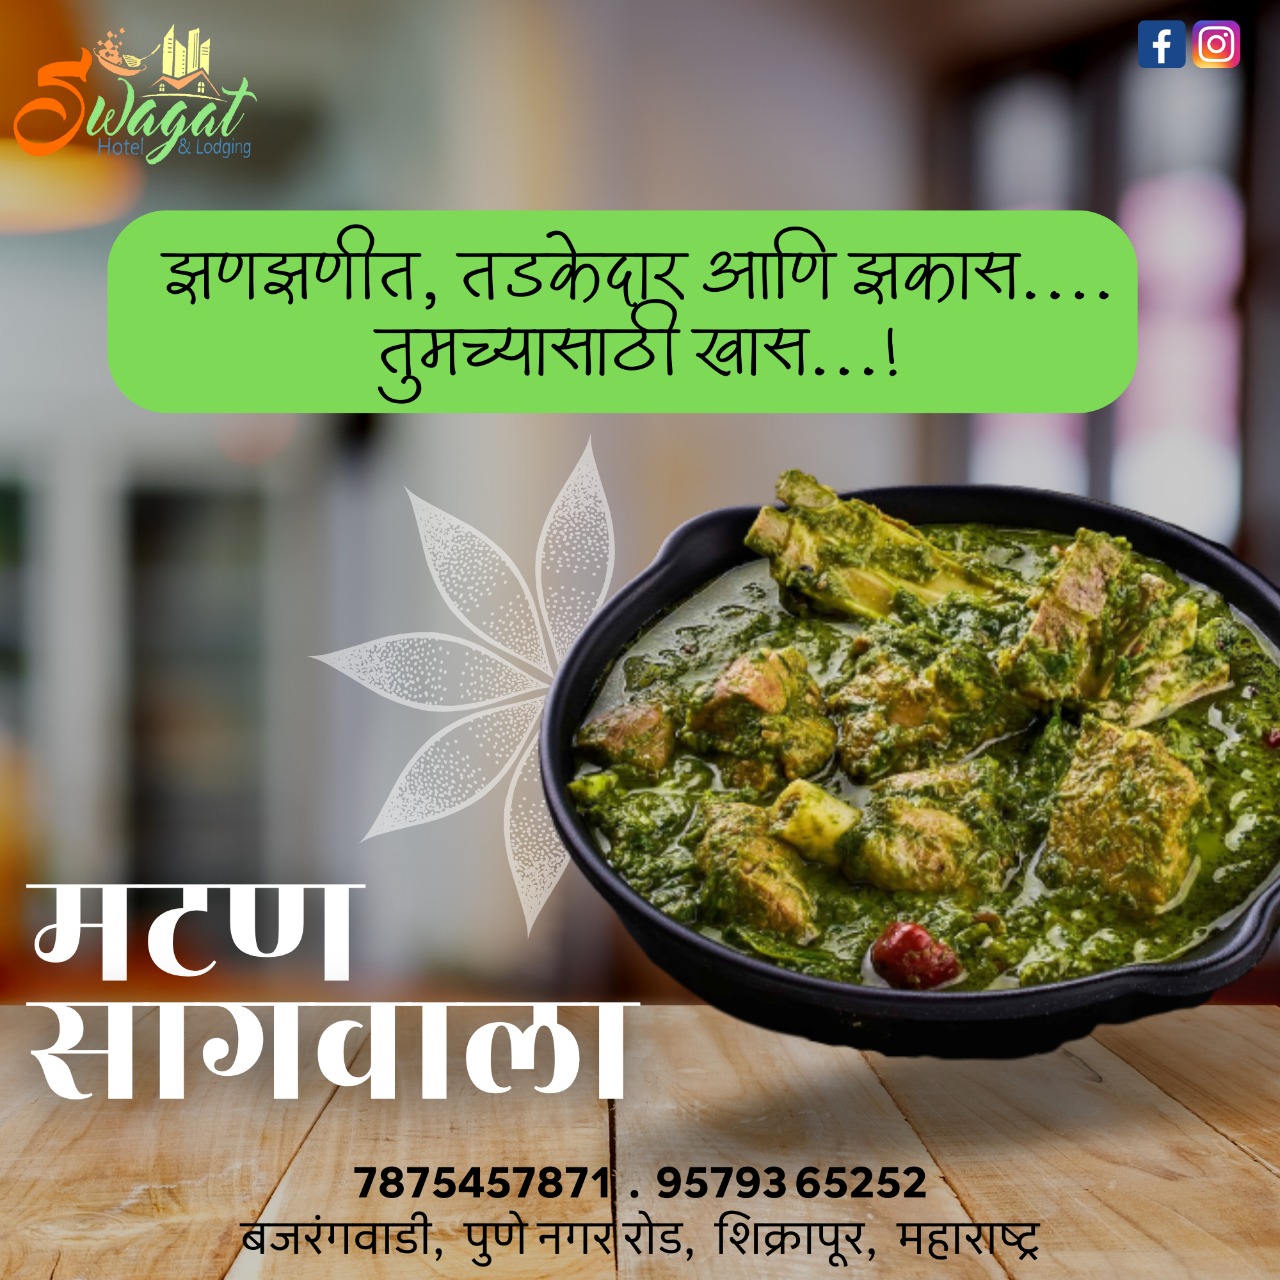 Swagat
Hotel & Lodging
झणझणीत, तडकेदार आणि झकास....
तुमच्यासाठी खास...!
मटण
सागवाला
7875457871 . 9579365252
बजरंगवाडी, पुणे नगर रोड, शिक्रापूर, महाराष्ट्र